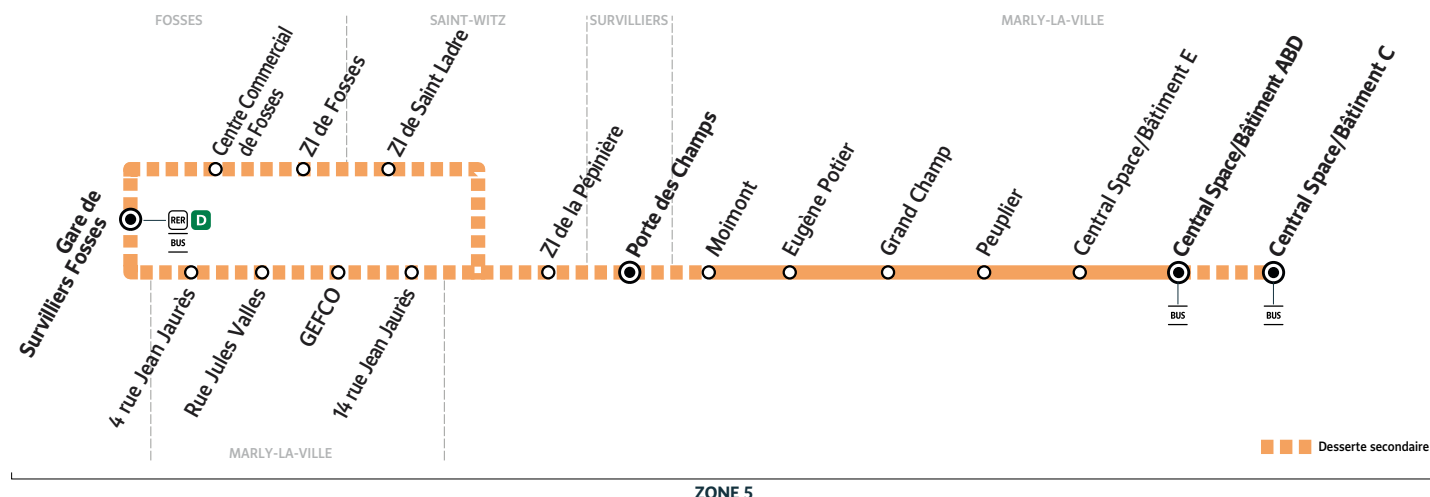 FOSSES
SAINT-WITZ
SURVILLIERS
MARLY-LA-VILLE
Centre Commercial
de Fosses
ZI de Fosses
ZI de Saint Ladre
Gare de
Survilliers Fosses
RER D
BUS
4 rue Jean Jaurès
Rue Jules Valles
GEFCO
14 rue Jean Jaurès
ZI de la Pépinière
Porte des Champs
Moimont
Eugène Potier
Grand Champ
Peuplier
Central Space/Bâtiment E
Central Space/Bâtiment ABD
BUS
Central Space/Bâtiment C
BUS
MARLY-LA-VILLE
Desserte secondaire
ZONE 5